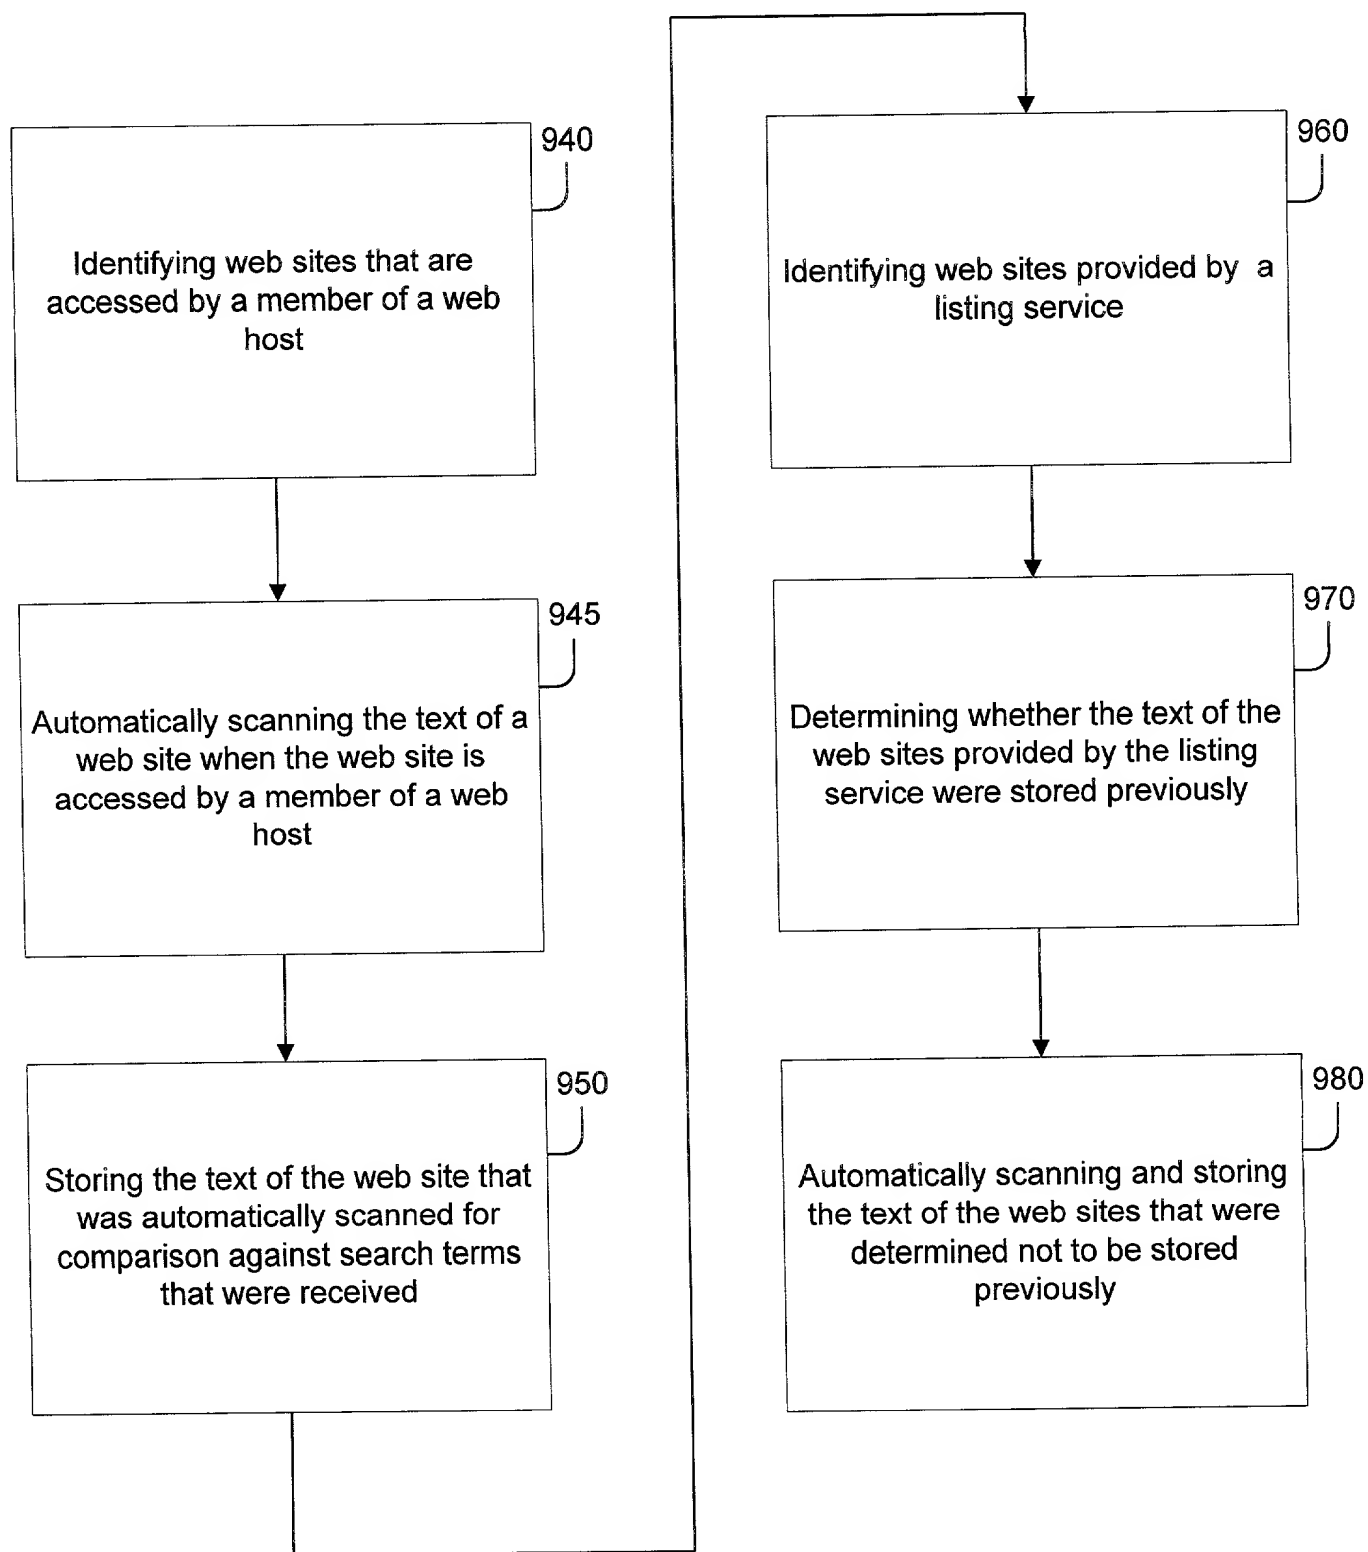 940
Identifying web sites that are
accessed by a member of a web
host
945
Automatically scanning the text of a
web site when the web site is
accessed by a member of a web
host
950
Storing the text of the web site that
was automatically scanned for
comparison against search terms
that were received
960
Identifying web sites provided by a
listing service
970
Determining whether the text of the
web sites provided by the listing
service were stored previously
980
Automatically scanning and storing
the text of the web sites that were
determined not to be stored
previously